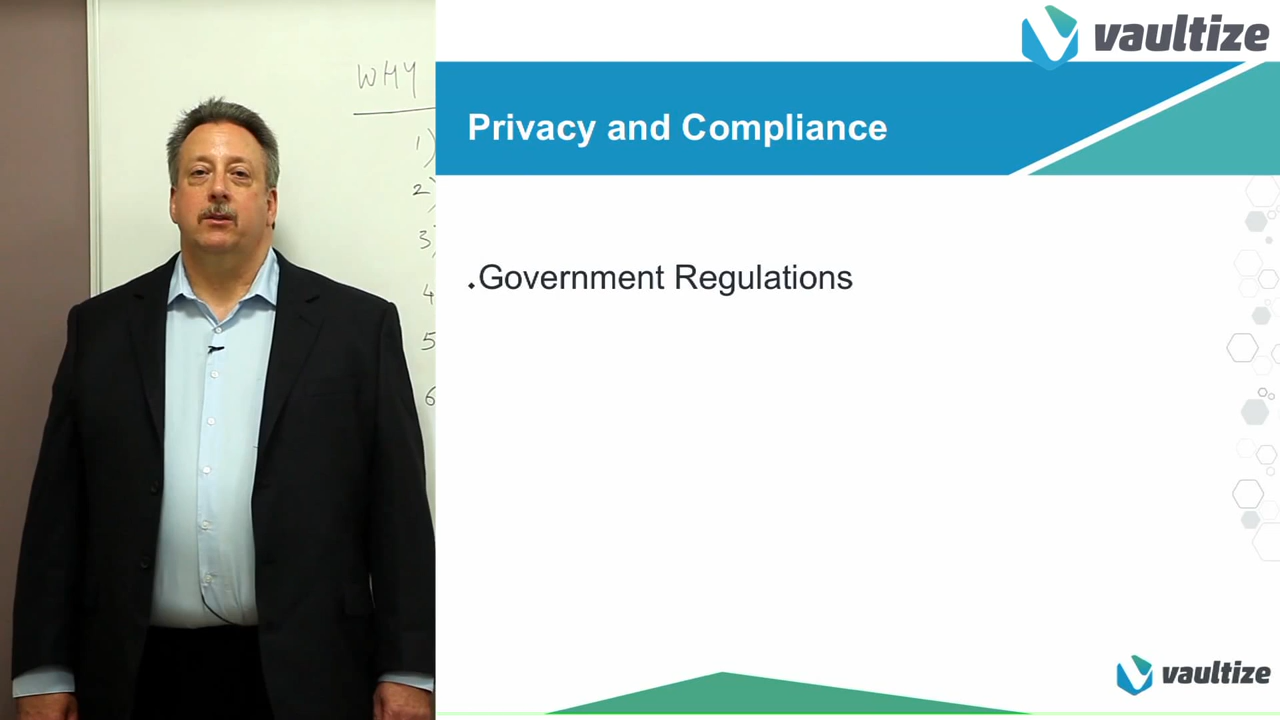 WHY
1)
2)
3)
4
5
6
vaultize
Privacy and Compliance
.Government Regulations
vaultize